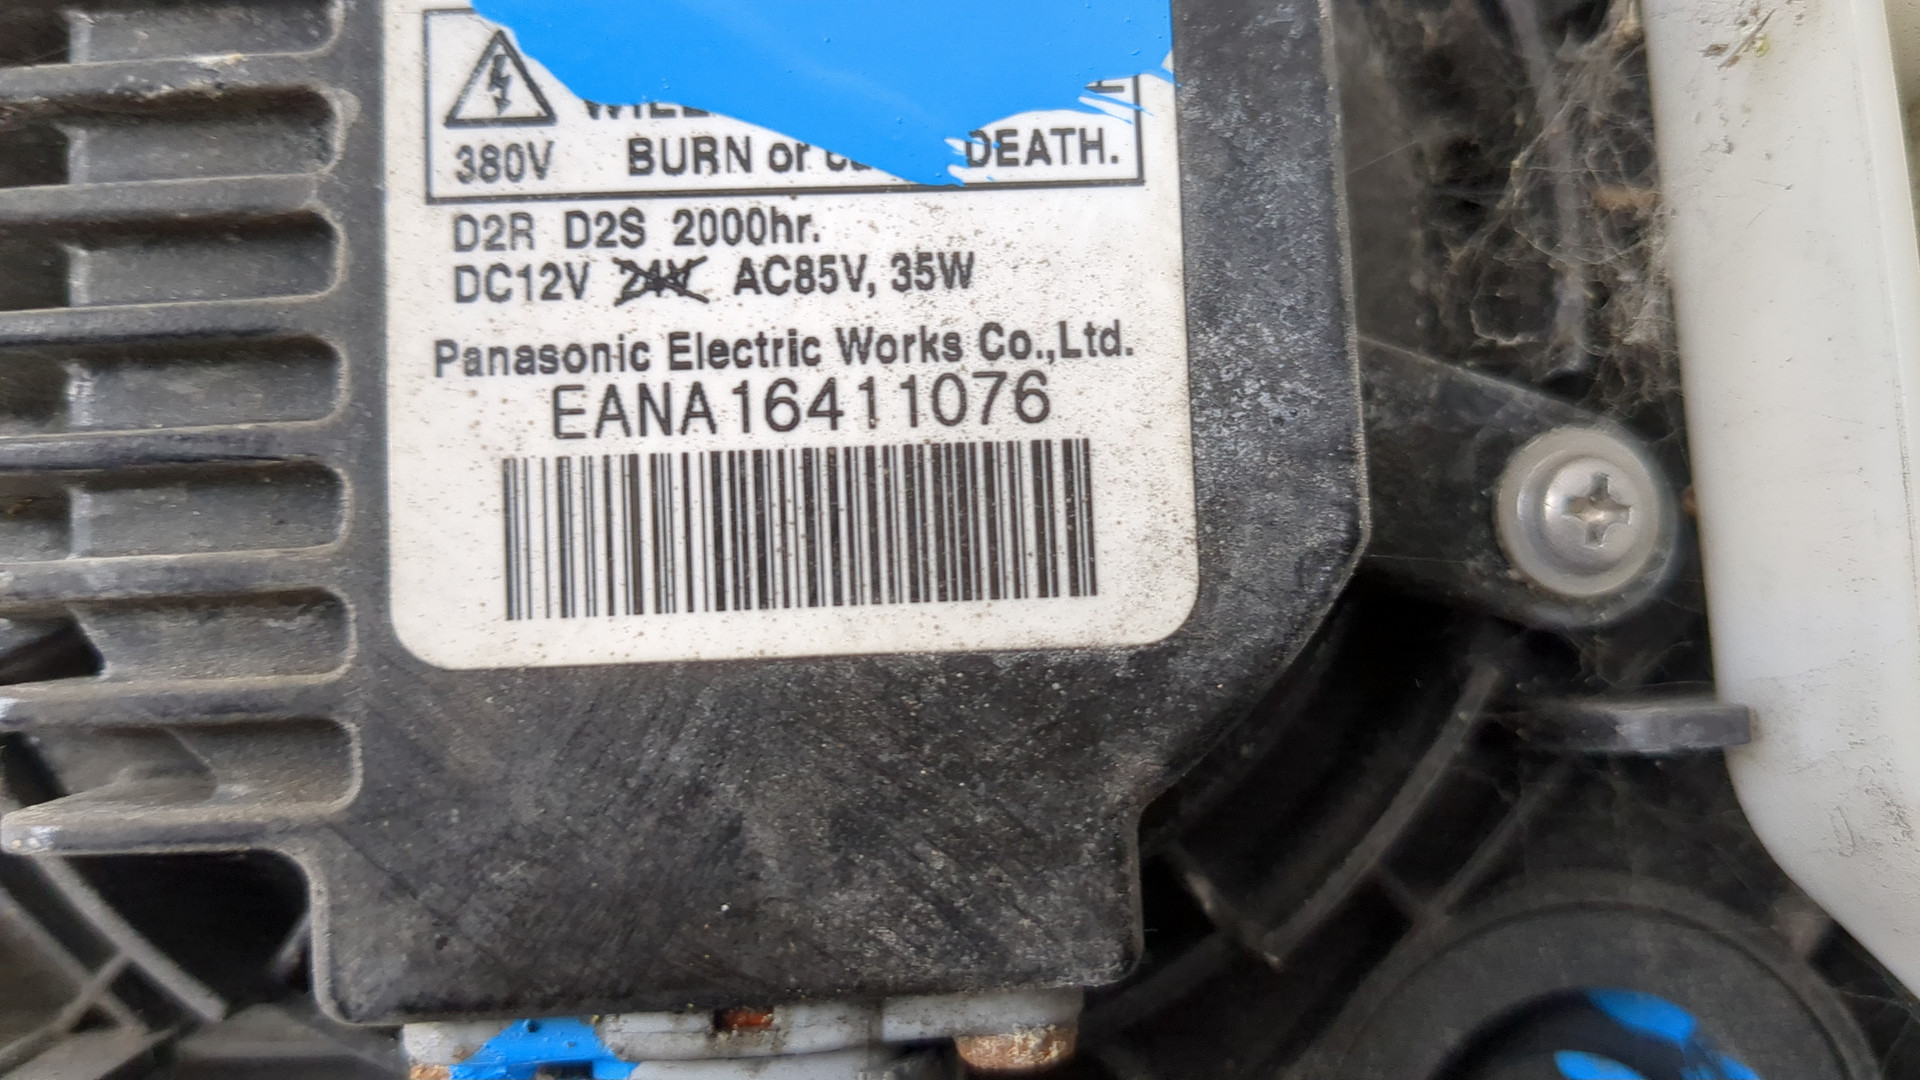 380V BURN or DEATH.
D2R D2S 2000hr.
DC12V 24V AC85V, 35W
Panasonic Electric Works Co.,Ltd.
EANA16411076